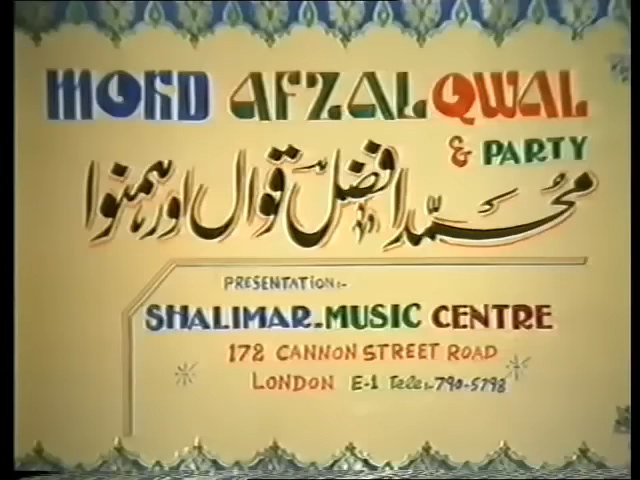 MOHD AFZAL QWAL
& PARTY
محمد افضل قوال اور ہمنوا
PRESENTATION:-
SHALIMAR-MUSIC CENTRE
172 CANNON STREET ROAD
LONDON E-1 Tele:-790-5798